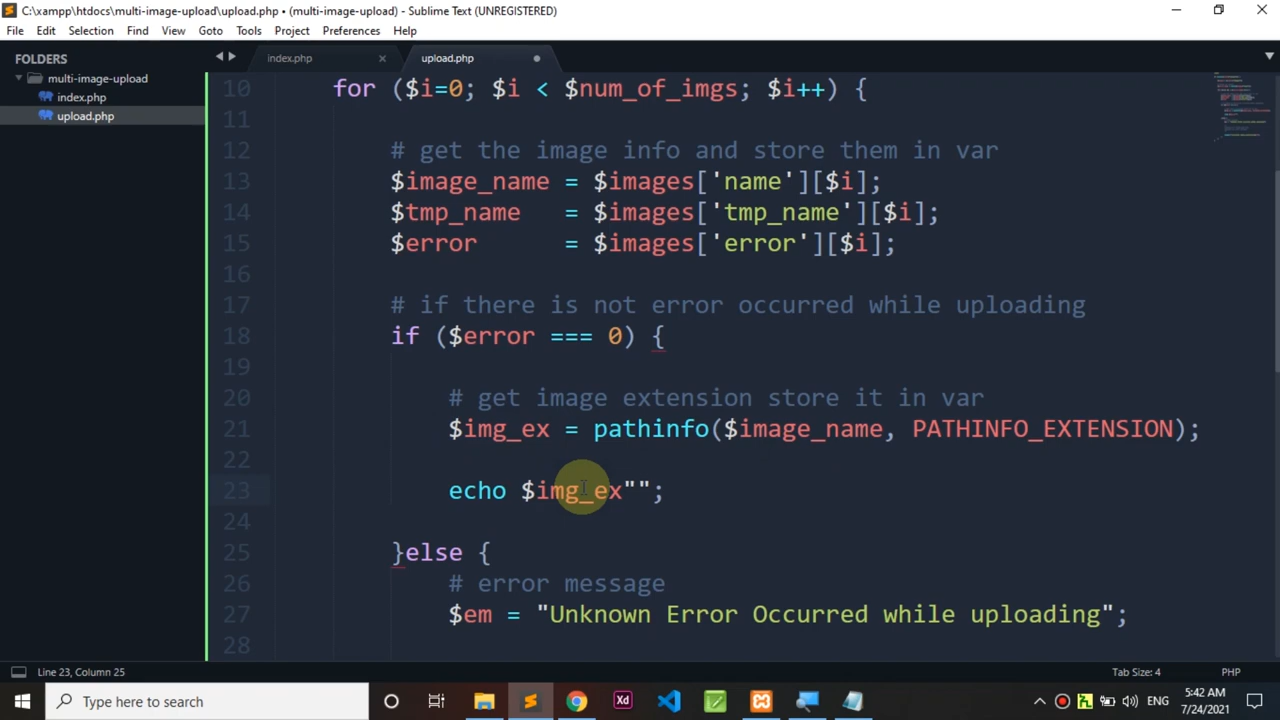 C:\xampp\htdocs\multi-image-upload\upload.php • (multi-image-upload) - Sublime Text (UNREGISTERED)
File Edit Selection Find View Goto Tools Project Preferences Help
FOLDERS
multi-image-upload
index.php
upload.php
index.php upload.php
10 for ($i=0; $i < $num_of_imgs; $i++) {
11
12 # get the image info and store them in var
13 $image_name = $images['name'][$i];
14 $tmp_name = $images['tmp_name'][$i];
15 $error = $images['error'][$i];
16
17 # if there is not error occurred while uploading
18 if ($error === 0) {
19
20 # get image extension store it in var
21 $img_ex = pathinfo($image_name, PATHINFO_EXTENSION);
22
23 echo $img_ex"";
24
25 }else {
26 # error message
27 $em = "Unknown Error Occurred while uploading";
28
Line 23, Column 25 Tab Size: 4 PHP
Type here to search
Xd
ENG
5:42 AM
7/24/2021